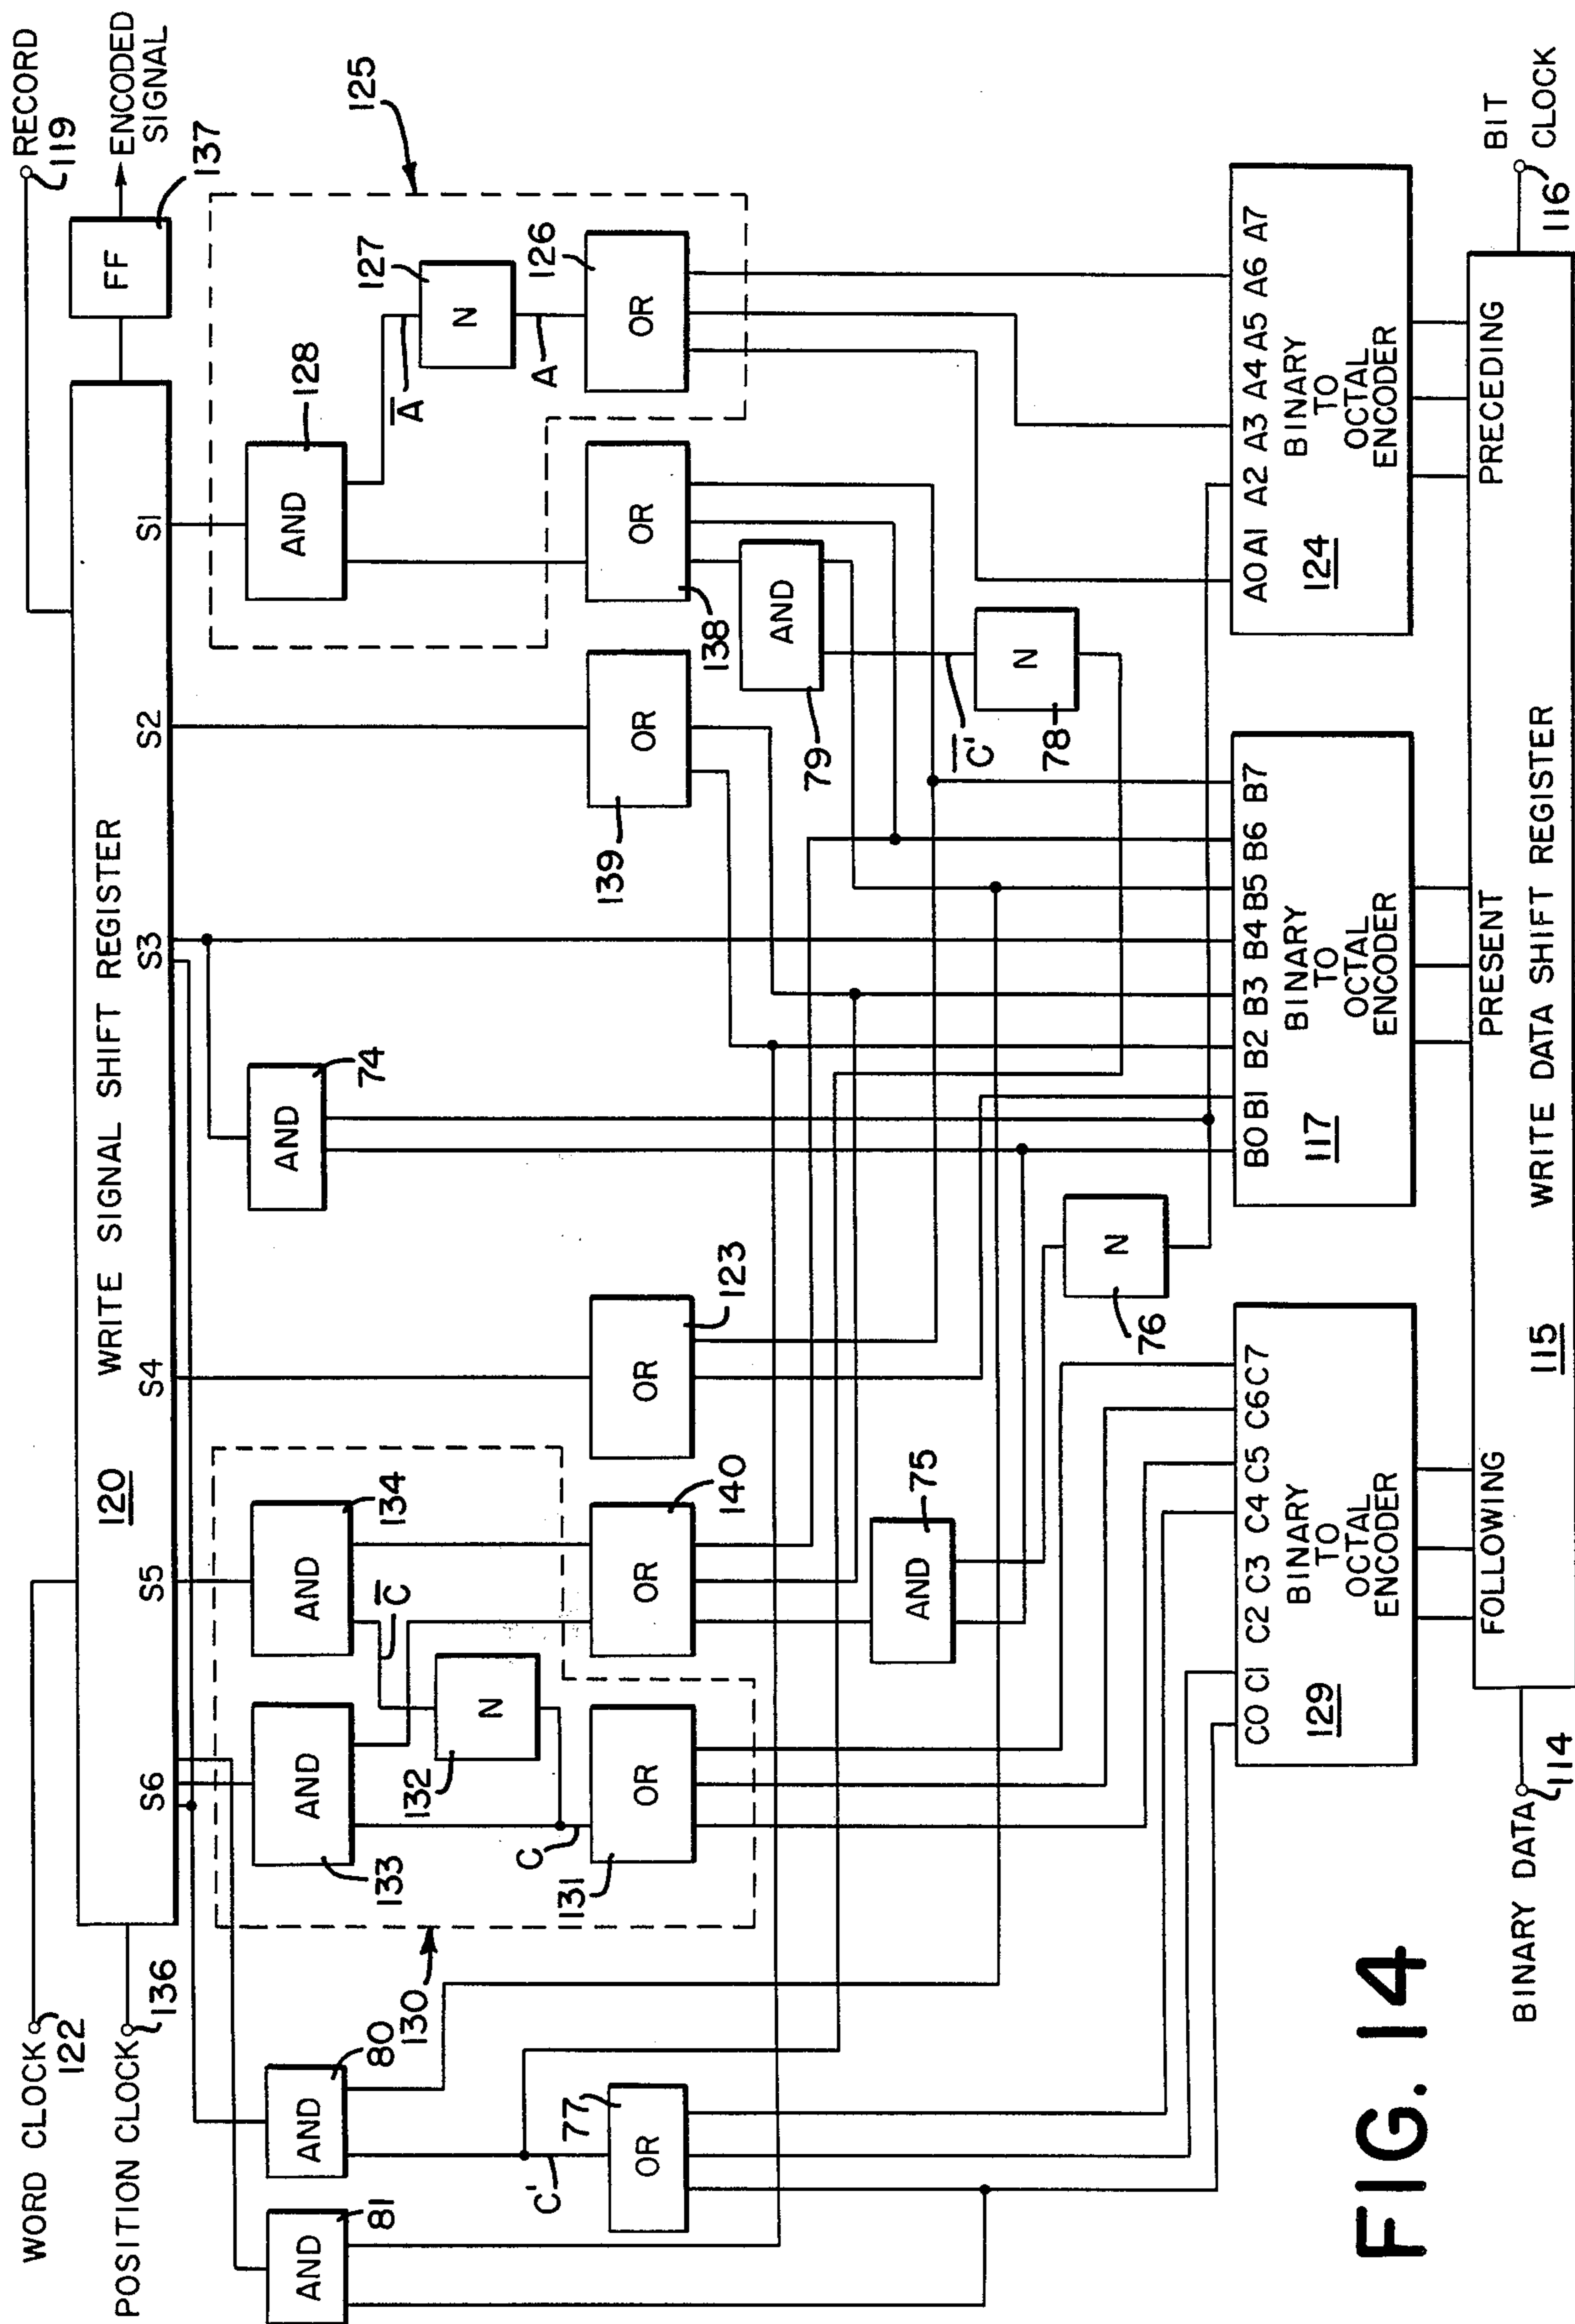 RECORD
119
ENCODED
SIGNAL
FF
137
125
WRITE SIGNAL SHIFT REGISTER
120
S1
S2
S3
S4
S5
S6
WORD CLOCK
122
POSITION CLOCK
136
AND
128
N
127
A
A
OR
126
OR
138
AND
79
N
78
C'
OR
139
AND
74
OR
123
AND
134
C
AND
133
N
132
C
OR
131
130
OR
140
AND
75
N
76
AND
80
AND
81
OR
77
C'
A0 A1 A2 A3 A4 A5 A6 A7
BINARY
TO
OCTAL
ENCODER
124
B0 B1 B2 B3 B4 B5 B6 B7
BINARY
TO
OCTAL
ENCODER
117
C0 C1 C2 C3 C4 C5 C6 C7
BINARY
TO
OCTAL
ENCODER
129
FOLLOWING
PRESENT
PRECEDING
115
WRITE DATA SHIFT REGISTER
BINARY DATA
114
BIT
CLOCK
116
FIG. 14